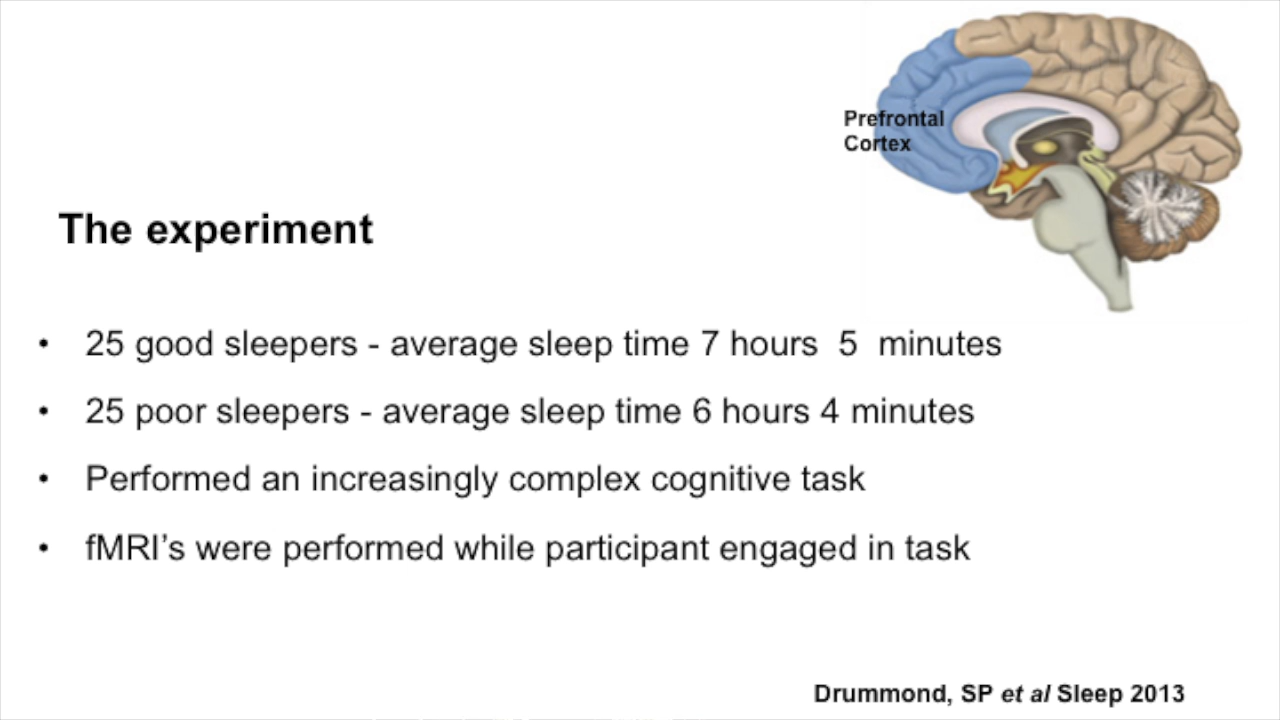 Prefrontal
Cortex
The experiment
• 25 good sleepers - average sleep time 7 hours 5 minutes
• 25 poor sleepers - average sleep time 6 hours 4 minutes
• Performed an increasingly complex cognitive task
• fMRI’s were performed while participant engaged in task
Drummond, SP et al Sleep 2013